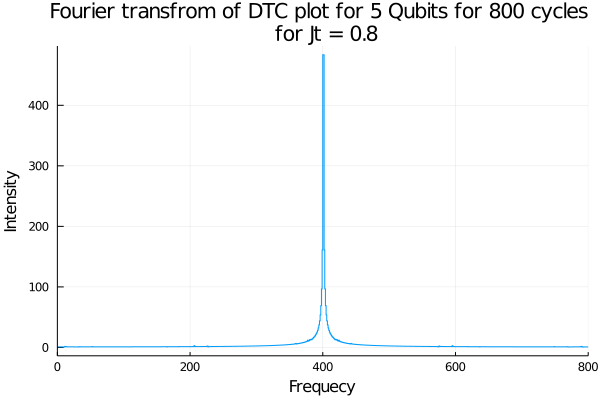 Fourier transfrom of DTC plot for 5 Qubits for 800 cycles
for Jt = 0.8
Intensity
400
300
200
100
0
0 200 400 600 800
Frequecy